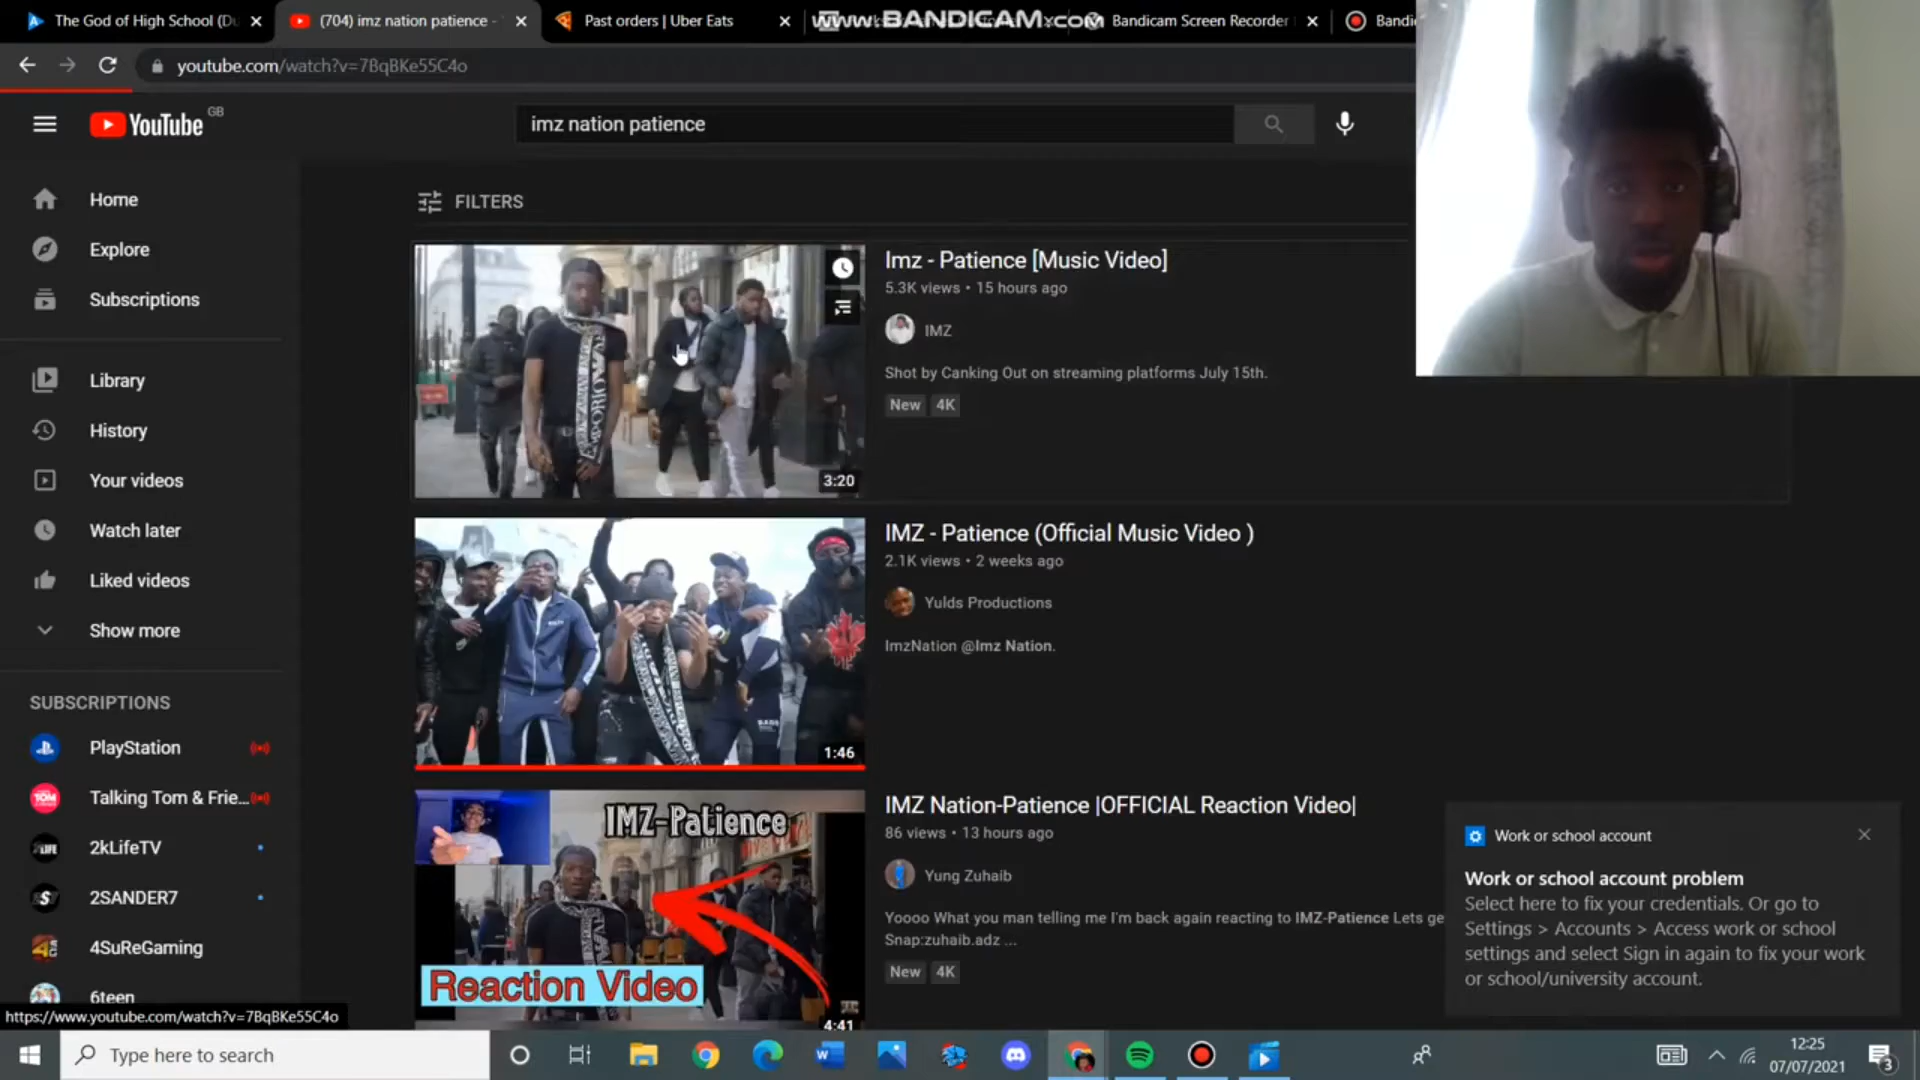 The God of High School (Du
(704) imz nation patience -
Past orders | Uber Eats
www.BANDICAM.com
Bandicam Screen Recorder
Bandi
youtube.com/watch?v=7BqBKe55C4o
YouTube GB
imz nation patience
Home
Explore
Subscriptions
Library
History
Your videos
Watch later
Liked videos
Show more
SUBSCRIPTIONS
PlayStation
Talking Tom & Frie...
2kLifeTV
2SANDER7
4SuReGaming
6teen
https://www.youtube.com/watch?v=7BqBKe55C4o
FILTERS
3:20
Imz - Patience [Music Video]
5.3K views • 15 hours ago
IMZ
Shot by Canking Out on streaming platforms July 15th.
New 4K
1:46
IMZ - Patience (Official Music Video )
2.1K views • 2 weeks ago
Yulds Productions
ImzNation @Imz Nation.
IMZ-Patience
Reaction Video
4:41
IMZ Nation-Patience |OFFICIAL Reaction Video|
86 views • 13 hours ago
Yung Zuhaib
Yoooo What you man telling me I'm back again reacting to IMZ-Patience Lets ge
Snap:zuhaib.adz ...
New 4K
Work or school account
Work or school account problem
Select here to fix your credentials. Or go to
Settings > Accounts > Access work or school
settings and select Sign in again to fix your work
or school/university account.
Type here to search
12:25
07/07/2021
3